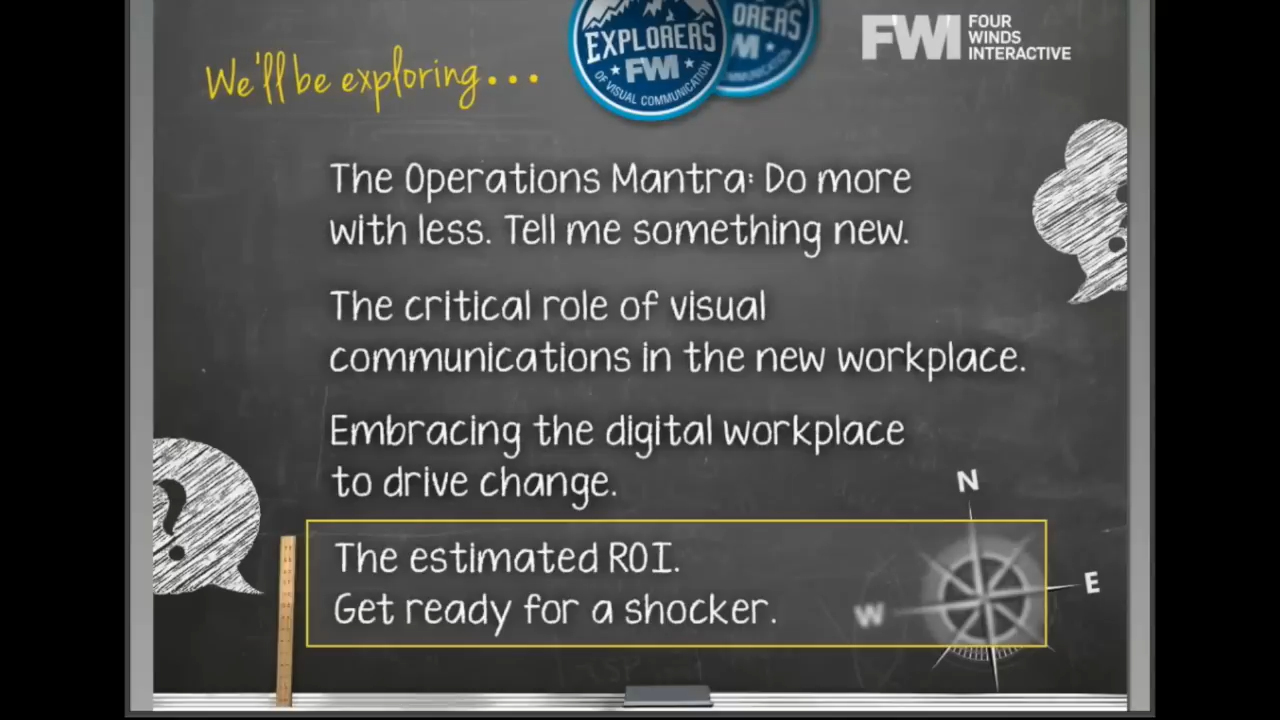 We'll be exploring...
EXPLORERS
FWI
OF VISUAL COMMUNICATION
ORERS
FWI
FOUR
WINDS
INTERACTIVE
The Operations Mantra: Do more
with less. Tell me something new.
The critical role of visual
communications in the new workplace.
Embracing the digital workplace
to drive change.
The estimated ROI.
Get ready for a shocker.
N
E
W
?